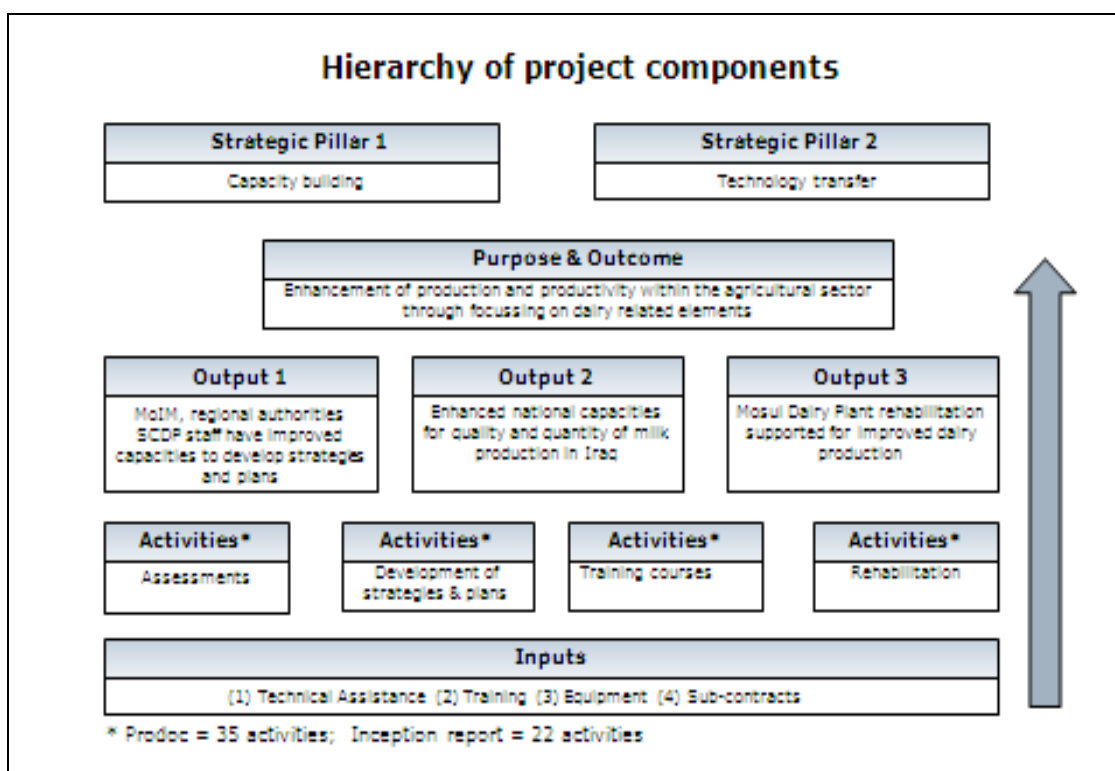 Hierarchy of project components
Strategic Pillar 1
Capacity building
Strategic Pillar 2
Technology transfer
Purpose & Outcome
Enhancement of production and productivity within the agricultural sector
through focussing on dairy related elements
Output 1
MoIM, regional authorities
SCDP staff have improved
capacities to develop strategies
and plans
Output 2
Enhanced national capacities
for quality and quantity of milk
production in Iraq
Output 3
Mosul Dairy Plant rehabilitation
supported for improved dairy
production
Activities*
Assessments
Activities*
Development of
strategies & plans
Activities*
Training courses
Activities*
Rehabilitation
Inputs
(1) Technical Assistance (2) Training (3) Equipment (4) Sub-contracts
* Prodoc = 35 activities; Inception report = 22 activities